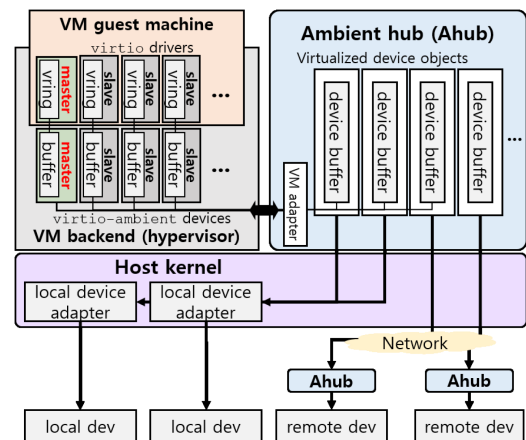 VM guest machine
virtio drivers
vring
master
vring
slave
vring
slave
vring
slave
...
buffer
master
buffer
slave
buffer
slave
buffer
slave
...
virtio-ambient devices
VM backend (hypervisor)
Ambient hub (Ahub)
Virtualized device objects
device buffer
device buffer
device buffer
device buffer
...
VM adapter
Host kernel
local device
adapter
local device
adapter
Network
Ahub
Ahub
local dev
local dev
remote dev
remote dev